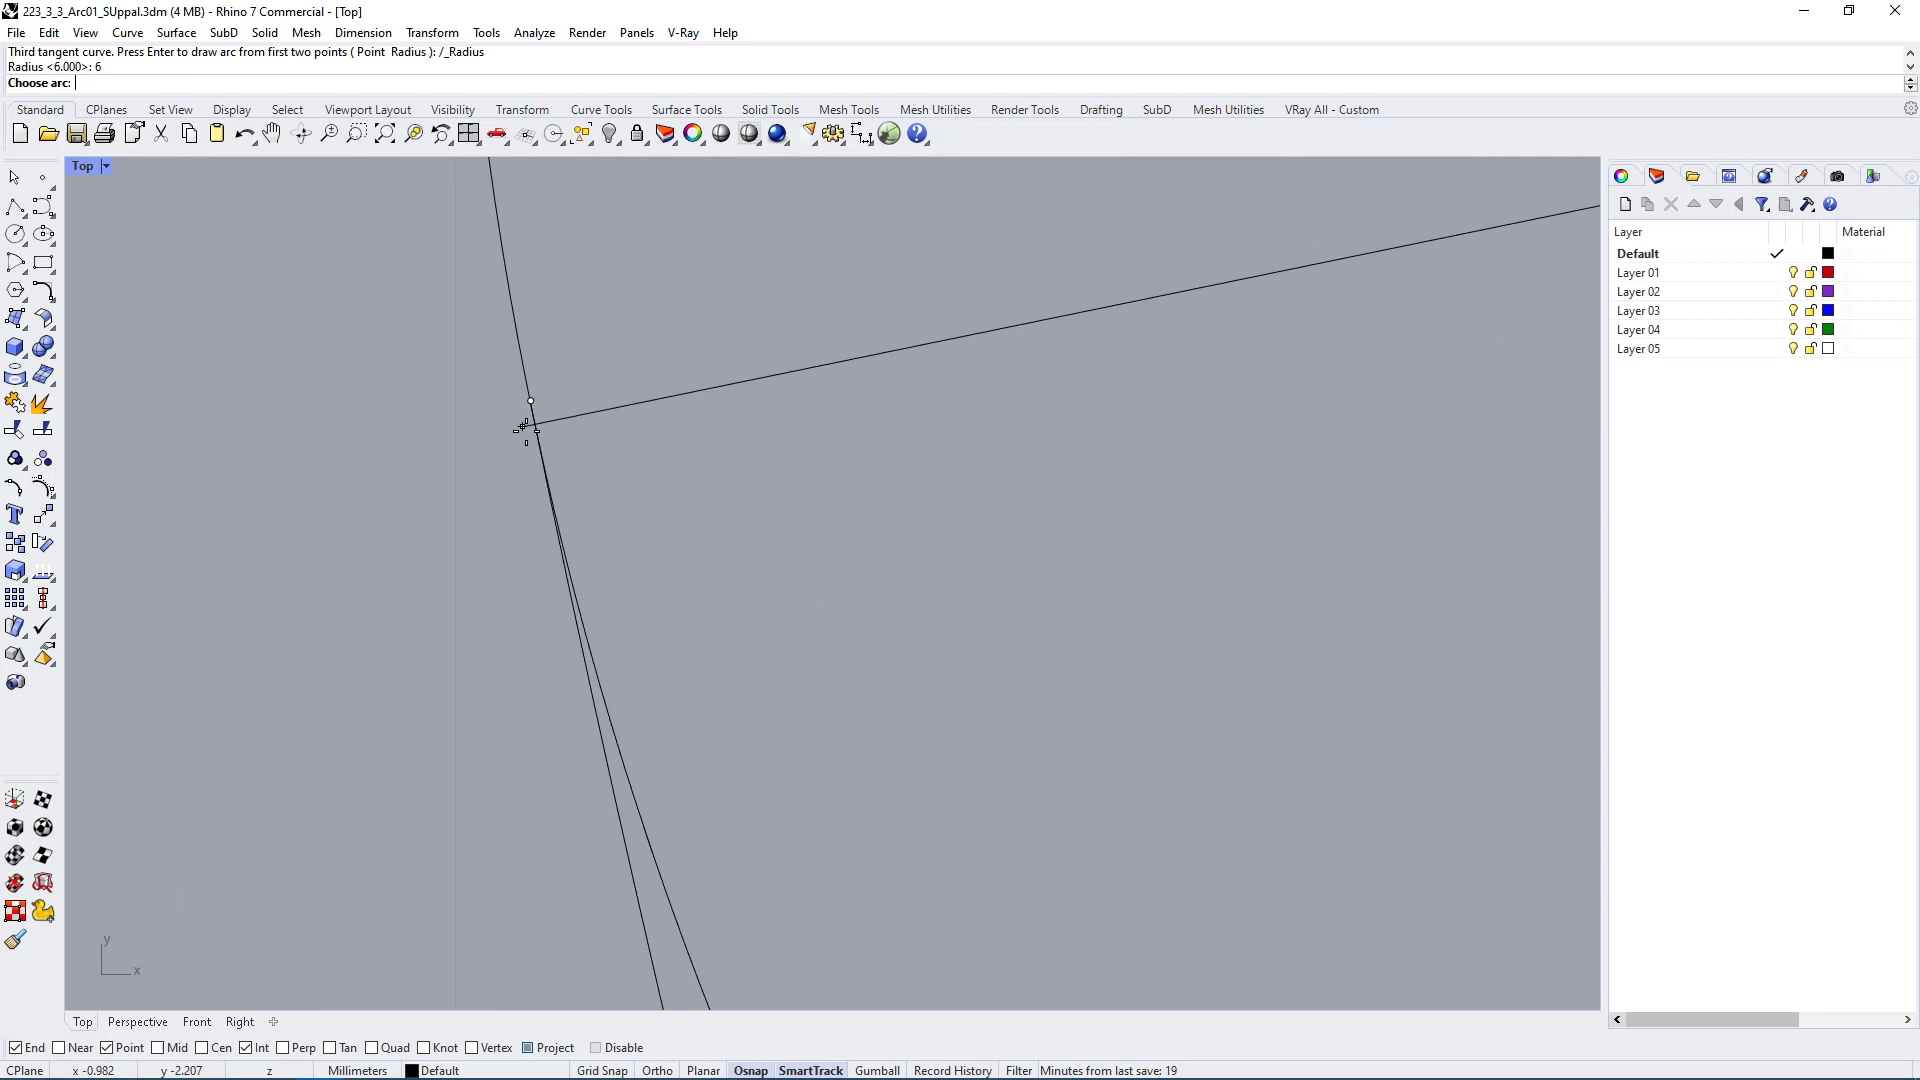 223_3_3_Arc01_SUppal.3dm (4 MB) - Rhino 7 Commercial - [Top]
File Edit View Curve Surface SubD Solid Mesh Dimension Transform Tools Analyze Render Panels V-Ray Help
Third tangent curve. Press Enter to draw arc from first two points ( Point Radius ): /_Radius
Radius <6.000>: 6
Choose arc:
Standard CPlanes Set View Display Select Viewport Layout Visibility Transform Curve Tools Surface Tools Solid Tools Mesh Tools Mesh Utilities Render Tools Drafting SubD Mesh Utilities VRay All - Custom
Top
Layer Material
Default
Layer 01
Layer 02
Layer 03
Layer 04
Layer 05
y
x
Top Perspective Front Right
End Near Point Mid Cen Int Perp Tan Quad Knot Vertex Project Disable
CPlane x -0.982 y -2.207 z Millimeters Default Grid Snap Ortho Planar Osnap SmartTrack Gumball Record History Filter Minutes from last save: 19